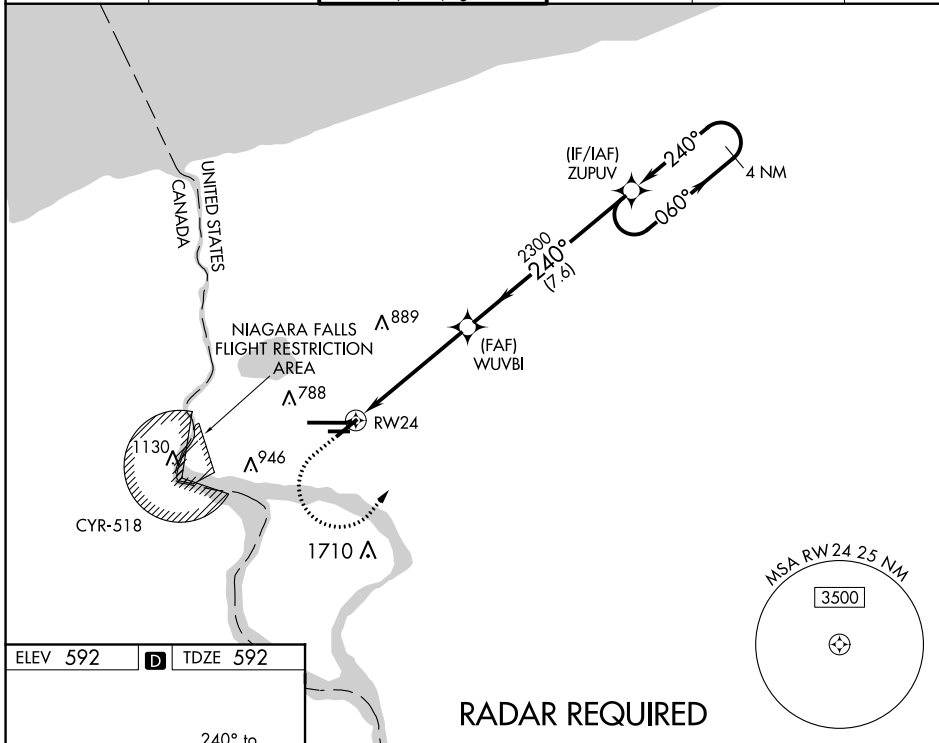 240°
(IF/IAF)
ZUPUV
4 NM
060°
UNITED STATES
CANADA
2300
240°
(7.6)
889
NIAGARA FALLS
FLIGHT RESTRICTION
AREA
(FAF)
WUVBI
788
RW24
1130
946
CYR-518
1710
MSA RW24 25 NM
3500
ELEV 592
D
TDZE 592
RADAR REQUIRED
240° to